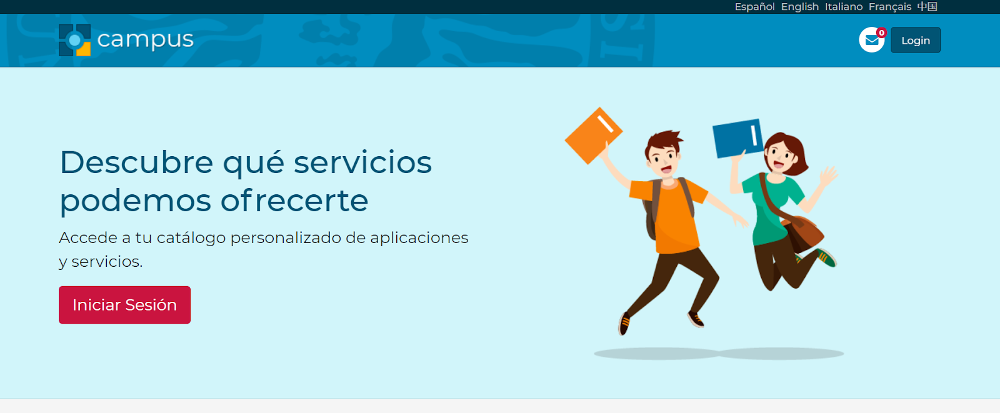 Español English Italiano Français 中国
campus
0
Login
Descubre qué servicios
podemos ofrecerte
Accede a tu catálogo personalizado de aplicaciones
y servicios.
Iniciar Sesión